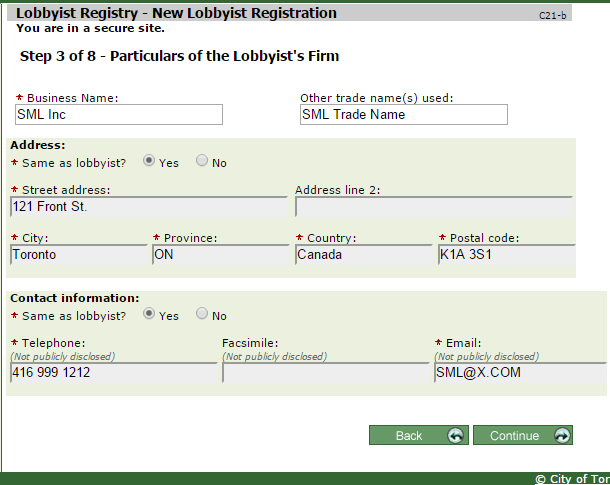 Lobbyist Registry - New Lobbyist Registration C21-b
You are in a secure site.
Step 3 of 8 - Particulars of the Lobbyist's Firm
* Business Name: Other trade name(s) used:
SML Inc SML Trade Name
Address:
* Same as lobbyist? Yes No
* Street address: Address line 2:
121 Front St.
* City: * Province: * Country: * Postal code:
Toronto ON Canada K1A 3S1
Contact information:
* Same as lobbyist? Yes No
* Telephone: Facsimile: * Email:
(Not publicly disclosed) (Not publicly disclosed) (Not publicly disclosed)
416 999 1212 SML@X.COM
Back Continue
© City of Tor